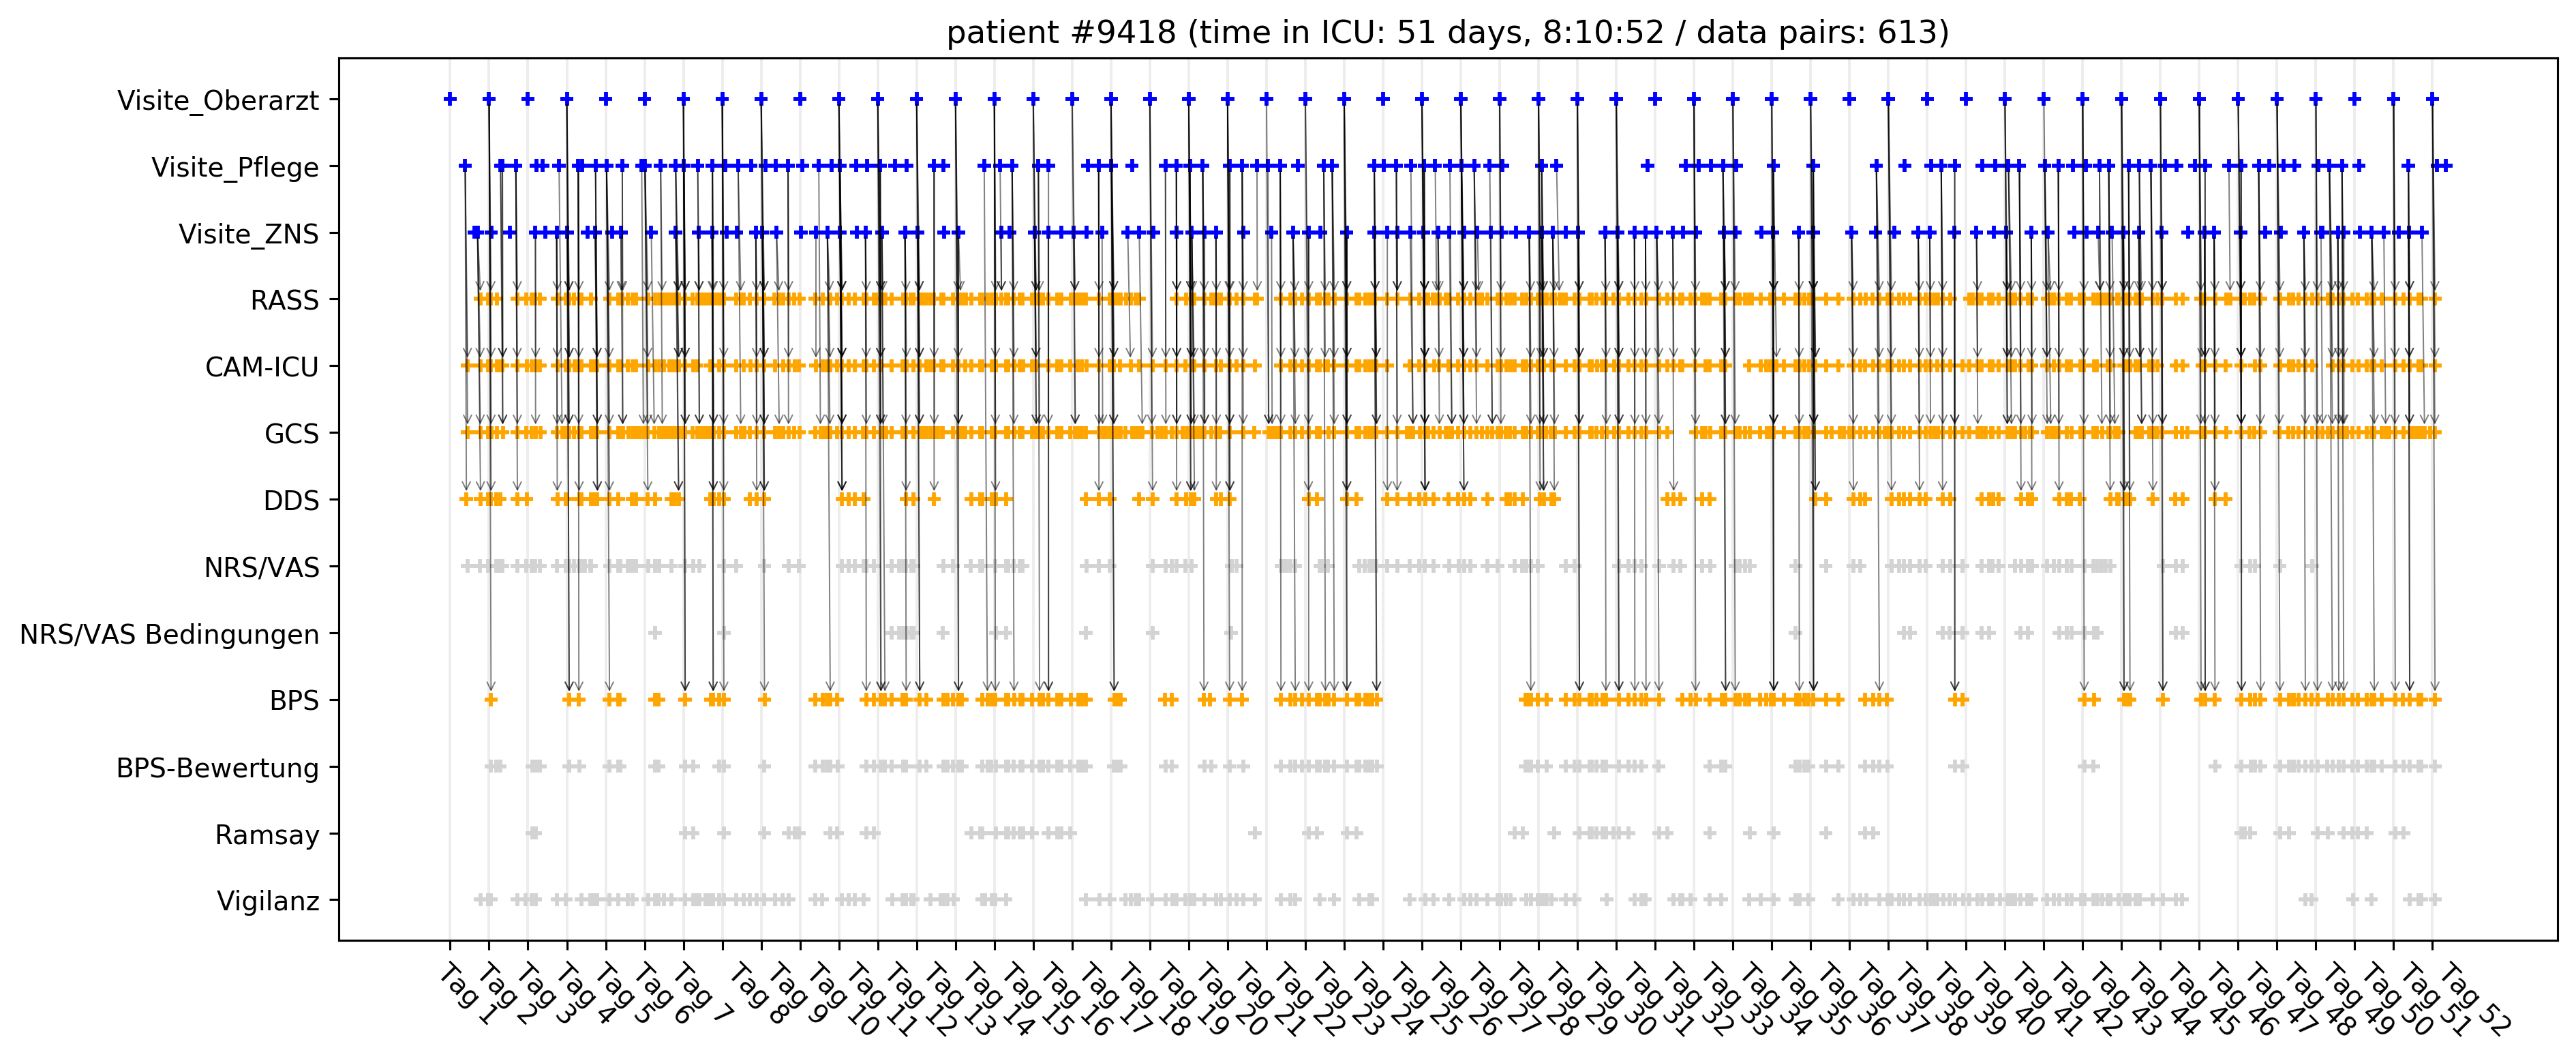 patient #9418 (time in ICU: 51 days, 8:10:52 / data pairs: 613)
Visite_Oberarzt
Visite_Pflege
Visite_ZNS
RASS
CAM-ICU
GCS
DDS
NRS/VAS
NRS/VAS Bedingungen
BPS
BPS-Bewertung
Ramsay
Vigilanz
Tag 1
Tag 2
Tag 3
Tag 4
Tag 5
Tag 6
Tag 7
Tag 8
Tag 9
Tag 10
Tag 11
Tag 12
Tag 13
Tag 14
Tag 15
Tag 16
Tag 17
Tag 18
Tag 19
Tag 20
Tag 21
Tag 22
Tag 23
Tag 24
Tag 25
Tag 26
Tag 27
Tag 28
Tag 29
Tag 30
Tag 31
Tag 32
Tag 33
Tag 34
Tag 35
Tag 36
Tag 37
Tag 38
Tag 39
Tag 40
Tag 41
Tag 42
Tag 43
Tag 44
Tag 45
Tag 46
Tag 47
Tag 48
Tag 49
Tag 50
Tag 51
Tag 52